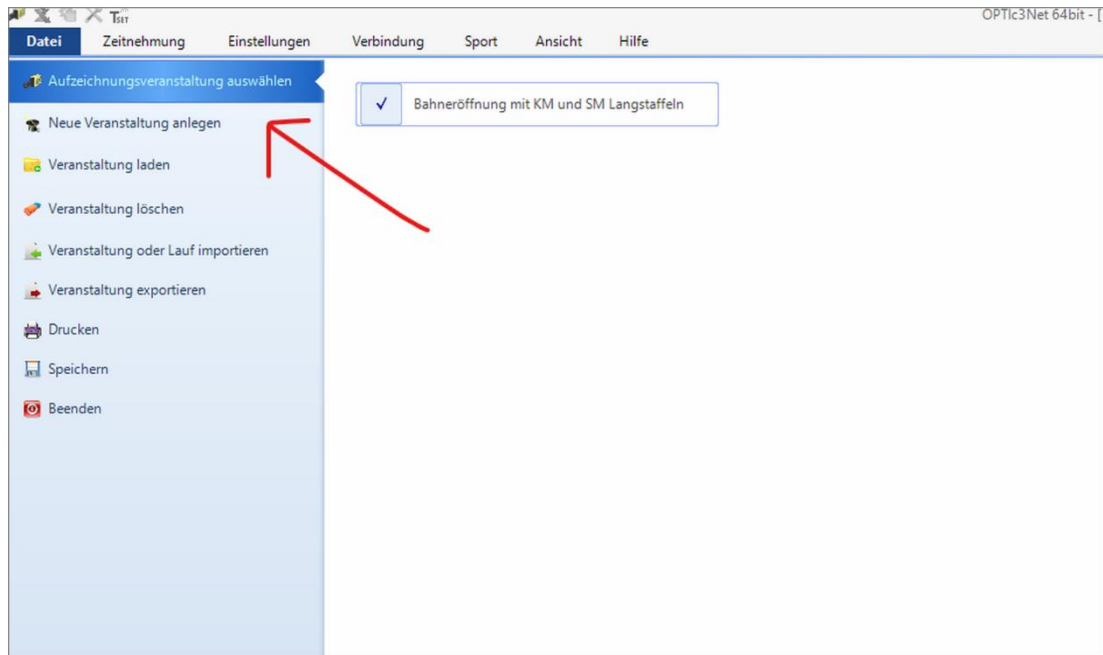 TSET
OPTIc3Net 64bit - [
Datei Zeitnehmung Einstellungen Verbindung Sport Ansicht Hilfe
Aufzeichnungsveranstaltung auswählen
✓ Bahneröffnung mit KM und SM Langstaffeln
Neue Veranstaltung anlegen
Veranstaltung laden
Veranstaltung löschen
Veranstaltung oder Lauf importieren
Veranstaltung exportieren
Drucken
Speichern
Beenden